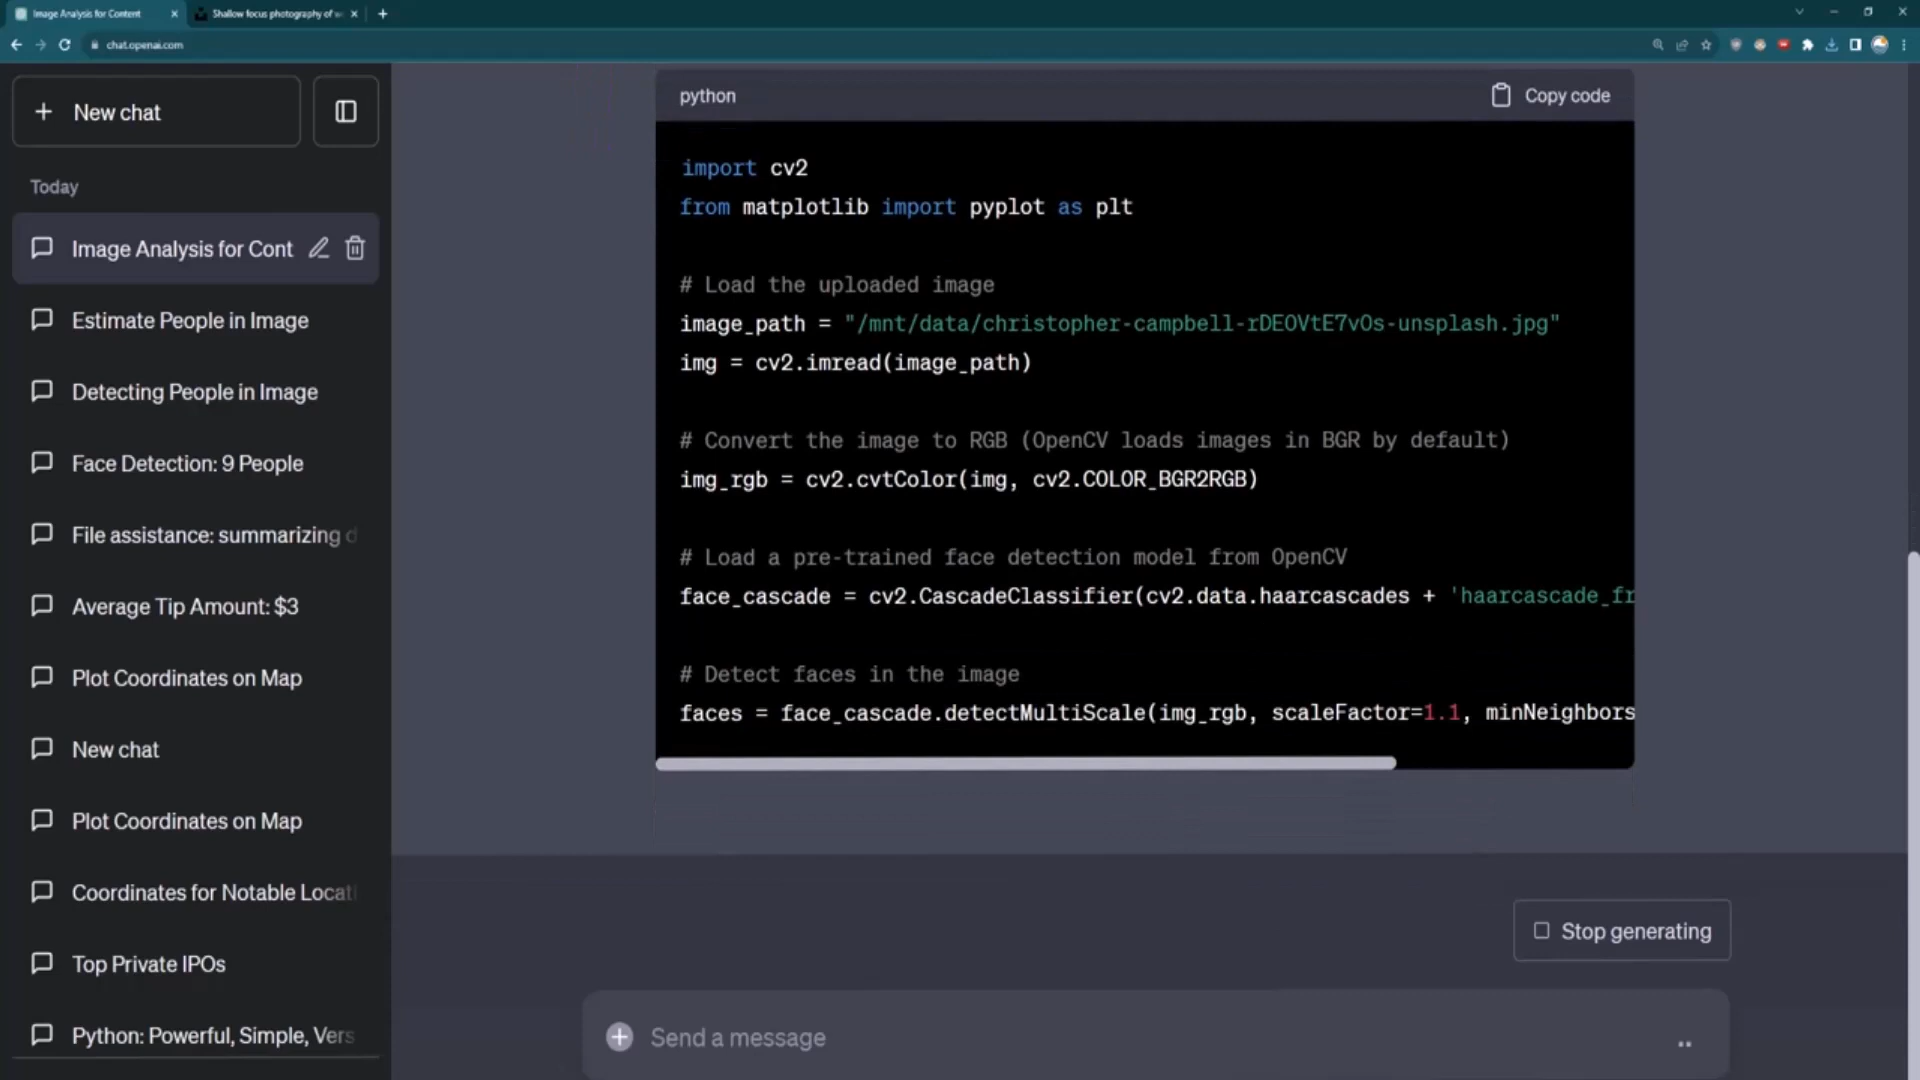 Image Analysis for Content
Shallow focus photography of
chat.openai.com
New chat
Today
Image Analysis for Cont
Estimate People in Image
Detecting People in Image
Face Detection: 9 People
File assistance: summarizing d
Average Tip Amount: $3
Plot Coordinates on Map
New chat
Plot Coordinates on Map
Coordinates for Notable Locati
Top Private IPOs
Python: Powerful, Simple, Vers
python
Copy code
import cv2
from matplotlib import pyplot as plt
# Load the uploaded image
image_path = "/mnt/data/christopher-campbell-rDEOVtE7vOs-unsplash.jpg"
img = cv2.imread(image_path)
# Convert the image to RGB (OpenCV loads images in BGR by default)
img_rgb = cv2.cvtColor(img, cv2.COLOR_BGR2RGB)
# Load a pre-trained face detection model from OpenCV
face_cascade = cv2.CascadeClassifier(cv2.data.haarcascades + 'haarcascade_fr
# Detect faces in the image
faces = face_cascade.detectMultiScale(img_rgb, scaleFactor=1.1, minNeighbors
Stop generating
Send a message